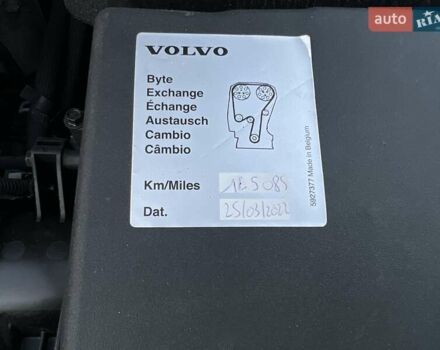 VOLVO
Byte
Exchange
Échange
Austausch
Cambio
Câmbio
Km/Miles
Dat. 25/03/2022
5927377 Made in Belgium
auto RIA